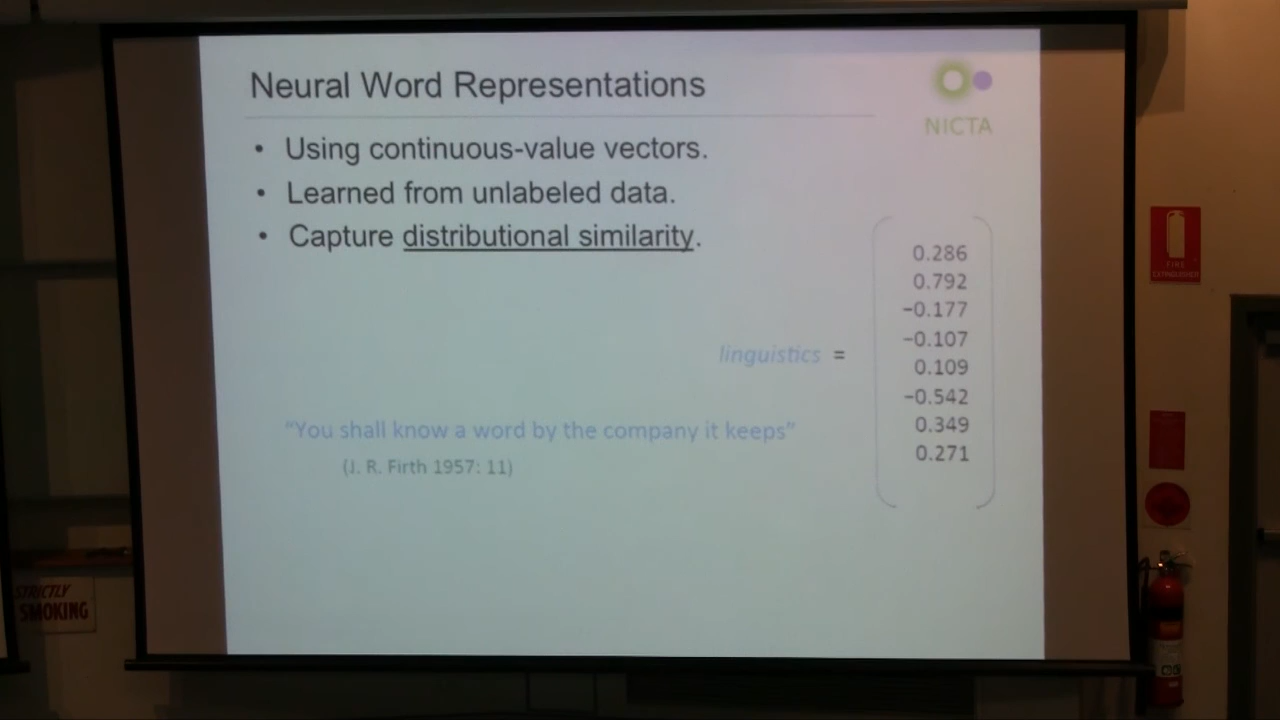 Neural Word Representations
NICTA
• Using continuous-value vectors.
• Learned from unlabeled data.
• Capture distributional similarity.
0.286
0.792
−0.177
−0.107
linguistics =
0.109
−0.542
0.349
0.271
“You shall know a word by the company it keeps”
(J. R. Firth 1957: 11)
FIRE
EXTINGUISHER
STRICTLY
SMOKING